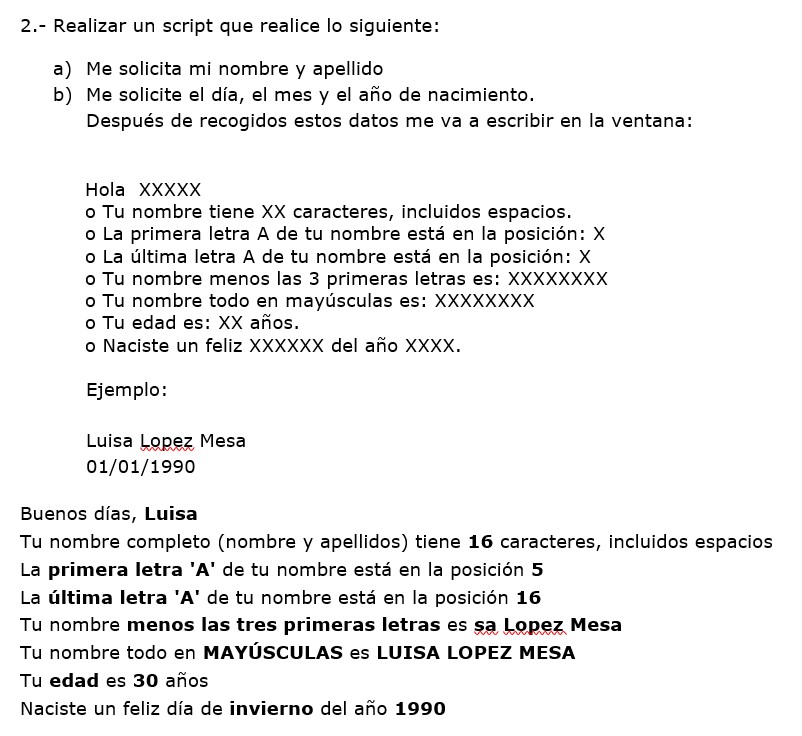 2.- Realizar un script que realice lo siguiente:
a) Me solicita mi nombre y apellido
b) Me solicite el día, el mes y el año de nacimiento.
Después de recogidos estos datos me va a escribir en la ventana:
Hola XXXXX
o Tu nombre tiene XX caracteres, incluidos espacios.
o La primera letra A de tu nombre está en la posición: X
o La última letra A de tu nombre está en la posición: X
o Tu nombre menos las 3 primeras letras es: XXXXXXXX
o Tu nombre todo en mayúsculas es: XXXXXXXX
o Tu edad es: XX años.
o Naciste un feliz XXXXXX del año XXXX.
Ejemplo:
Luisa Lopez Mesa
01/01/1990
Buenos días, Luisa
Tu nombre completo (nombre y apellidos) tiene 16 caracteres, incluidos espacios
La primera letra 'A' de tu nombre está en la posición 5
La última letra 'A' de tu nombre está en la posición 16
Tu nombre menos las tres primeras letras es sa Lopez Mesa
Tu nombre todo en MAYÚSCULAS es LUISA LOPEZ MESA
Tu edad es 30 años
Naciste un feliz día de invierno del año 1990